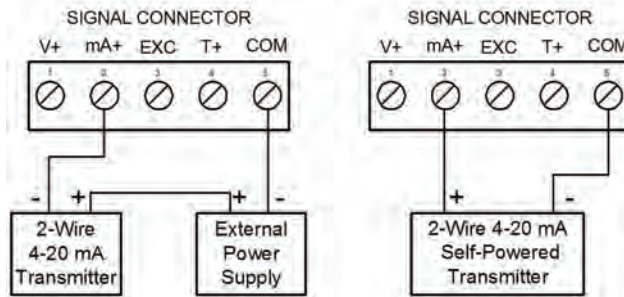 SIGNAL CONNECTOR
V+ mA+ EXC T+ COM
1 2 3 4 5
- + + -
2-Wire
4-20 mA
Transmitter
External
Power
Supply
SIGNAL CONNECTOR
V+ mA+ EXC T+ COM
1 2 3 4 5
+ -
2-Wire 4-20 mA
Self-Powered
Transmitter